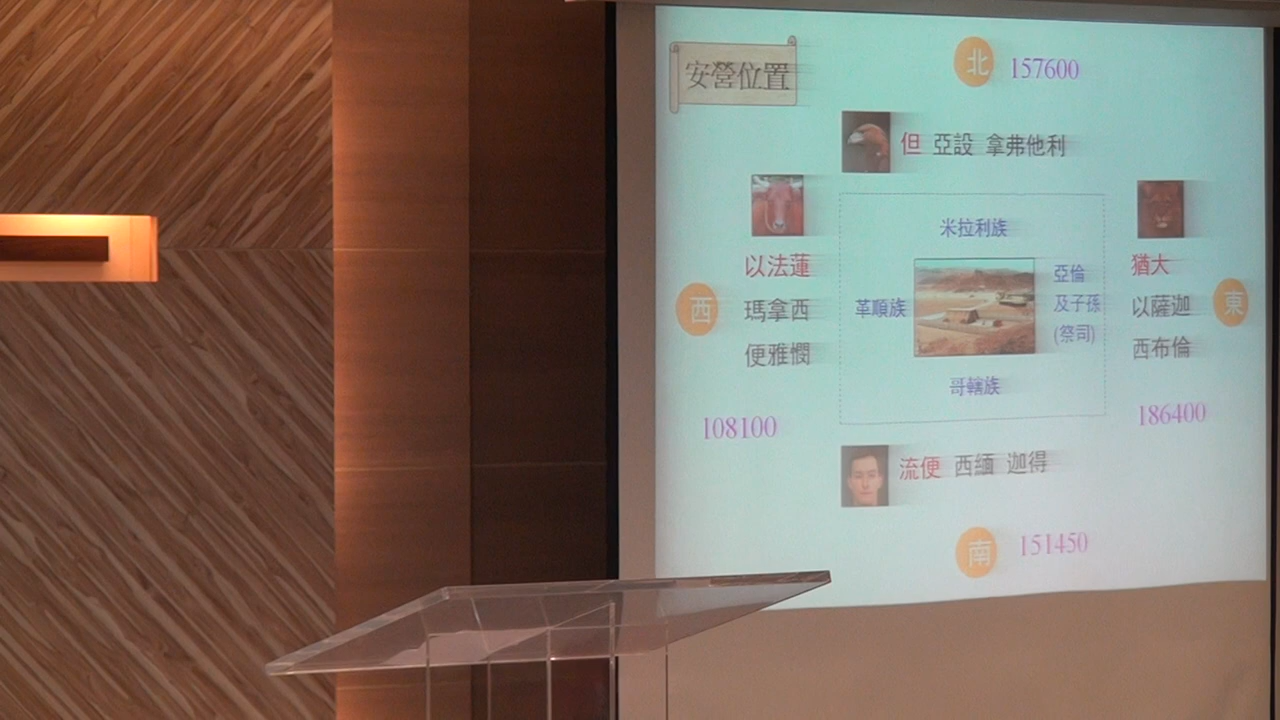 安營位置
北 157600
但 亞設 拿弗他利
米拉利族
西
以法蓮
瑪拿西
便雅憫
108100
革順族
亞倫
及子孫
(祭司)
哥轄族
猶大
以薩迦
西布倫
東
186400
流便 西緬 迦得
南 151450